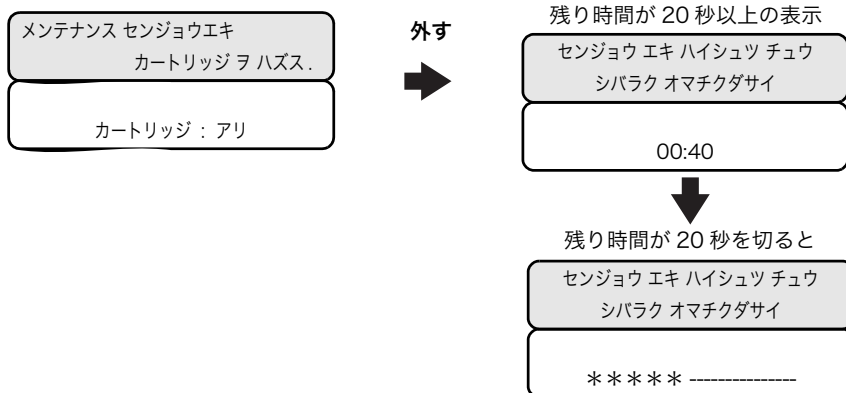 メンテナンス センジョウエキ
カートリッジ ヲ ハズス.
カートリッジ : アリ
外す
残り時間が 20 秒以上の表示
センジョウ エキ ハイシュツ チュウ
シバラク オマチクダサイ
00:40
残り時間が 20 秒を切ると
センジョウ エキ ハイシュツ チュウ
シバラク オマチクダサイ
＊＊＊＊＊ ---------------